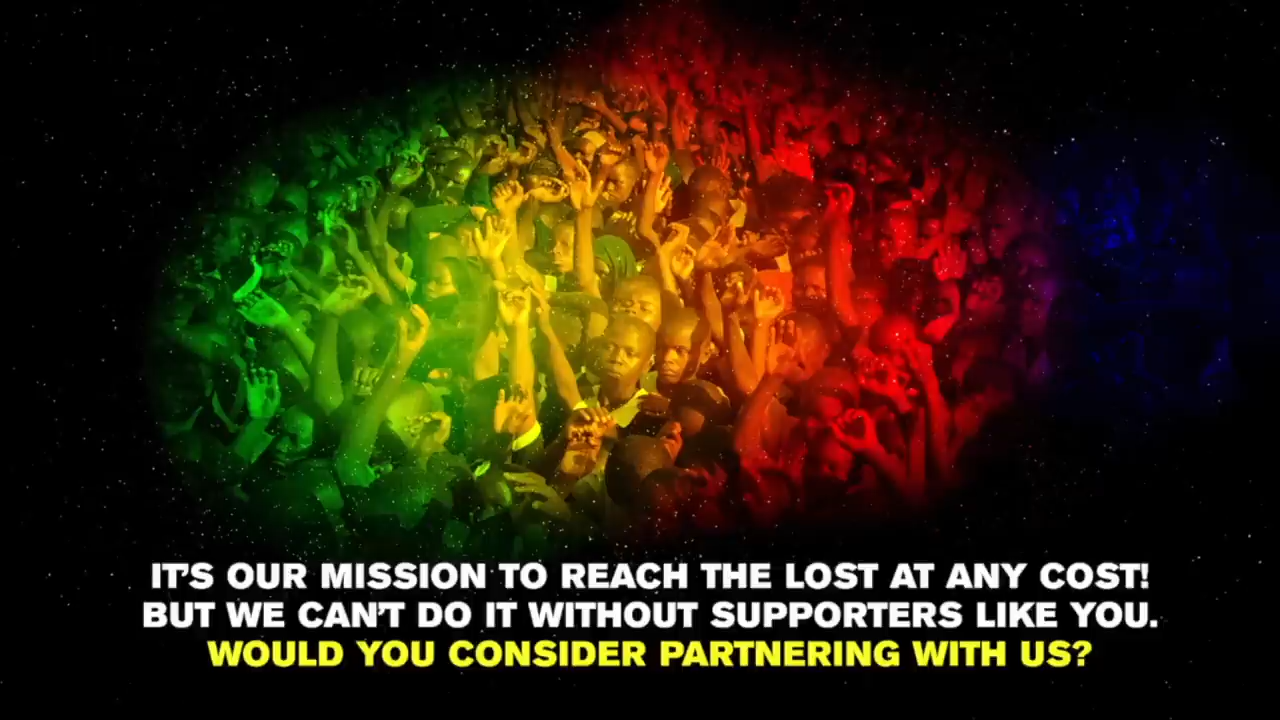 IT'S OUR MISSION TO REACH THE LOST AT ANY COST!
BUT WE CAN'T DO IT WITHOUT SUPPORTERS LIKE YOU.
WOULD YOU CONSIDER PARTNERING WITH US?